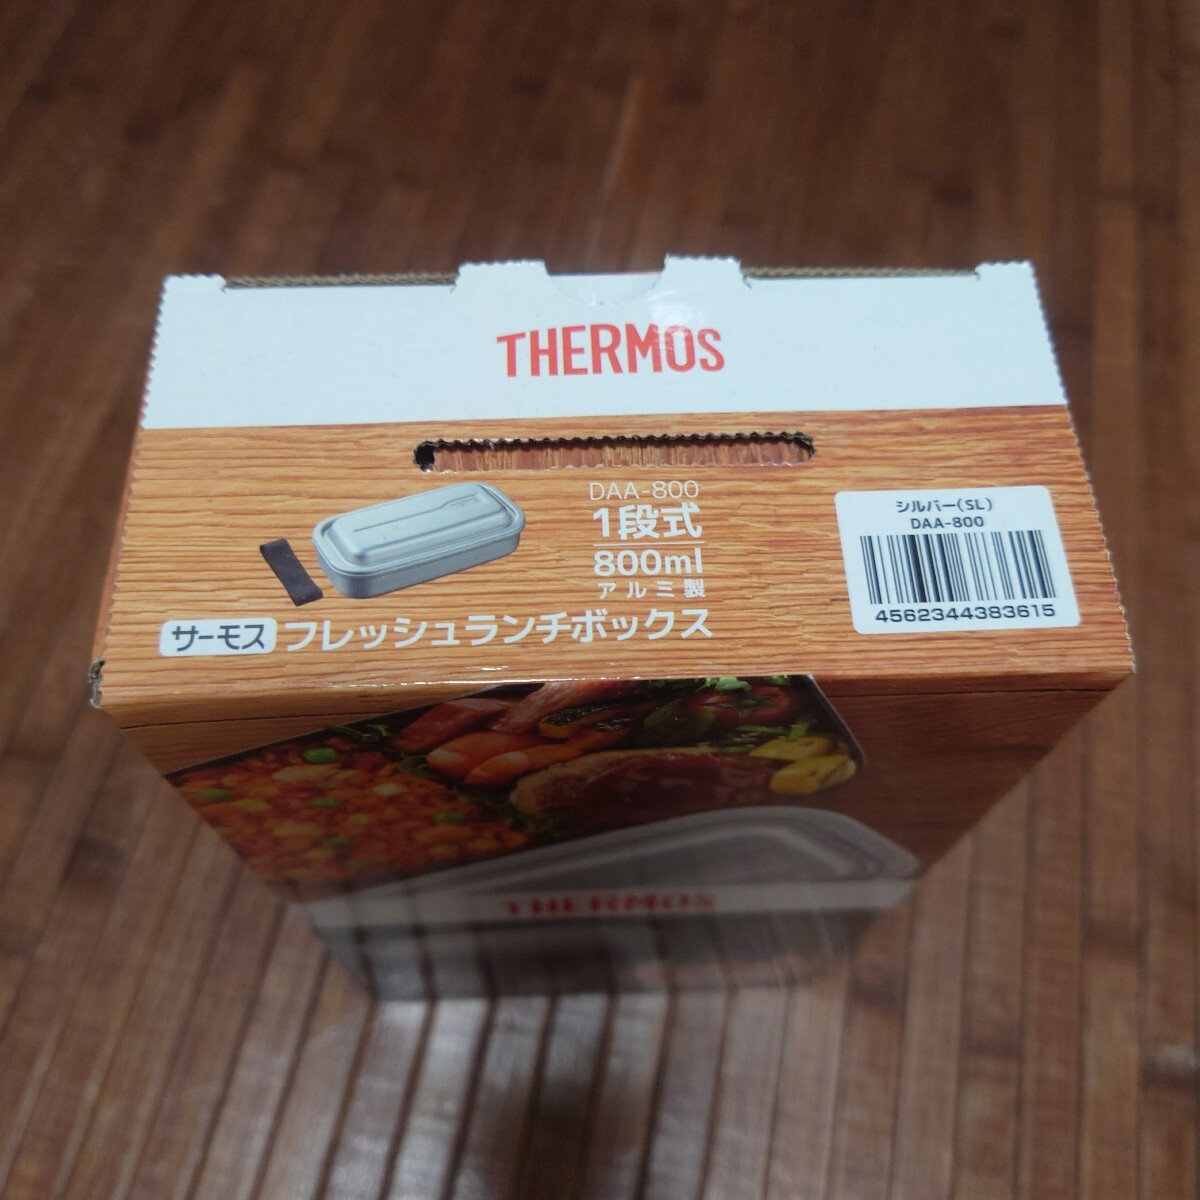 THERMOS
DAA-800
1段式
800ml
アルミ製
サーモス フレッシュランチボックス
シルバー(SL)
DAA-800
4562344383615
THERMOS